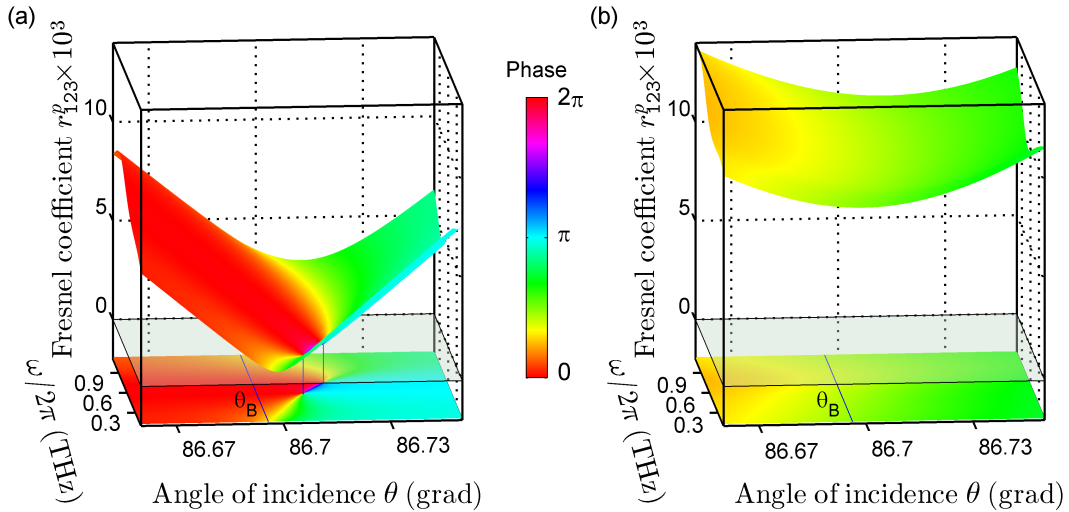 (a)
Fresnel coefficient r^p_123×10^3
10
5
0
0.9
0.6
0.3
ω/2π (THz)
θ_B
86.67
86.7
86.73
Angle of incidence θ (grad)
Phase
2π
π
0
(b)
Fresnel coefficient r^p_123×10^3
10
5
0
0.9
0.6
0.3
ω/2π (THz)
θ_B
86.67
86.7
86.73
Angle of incidence θ (grad)